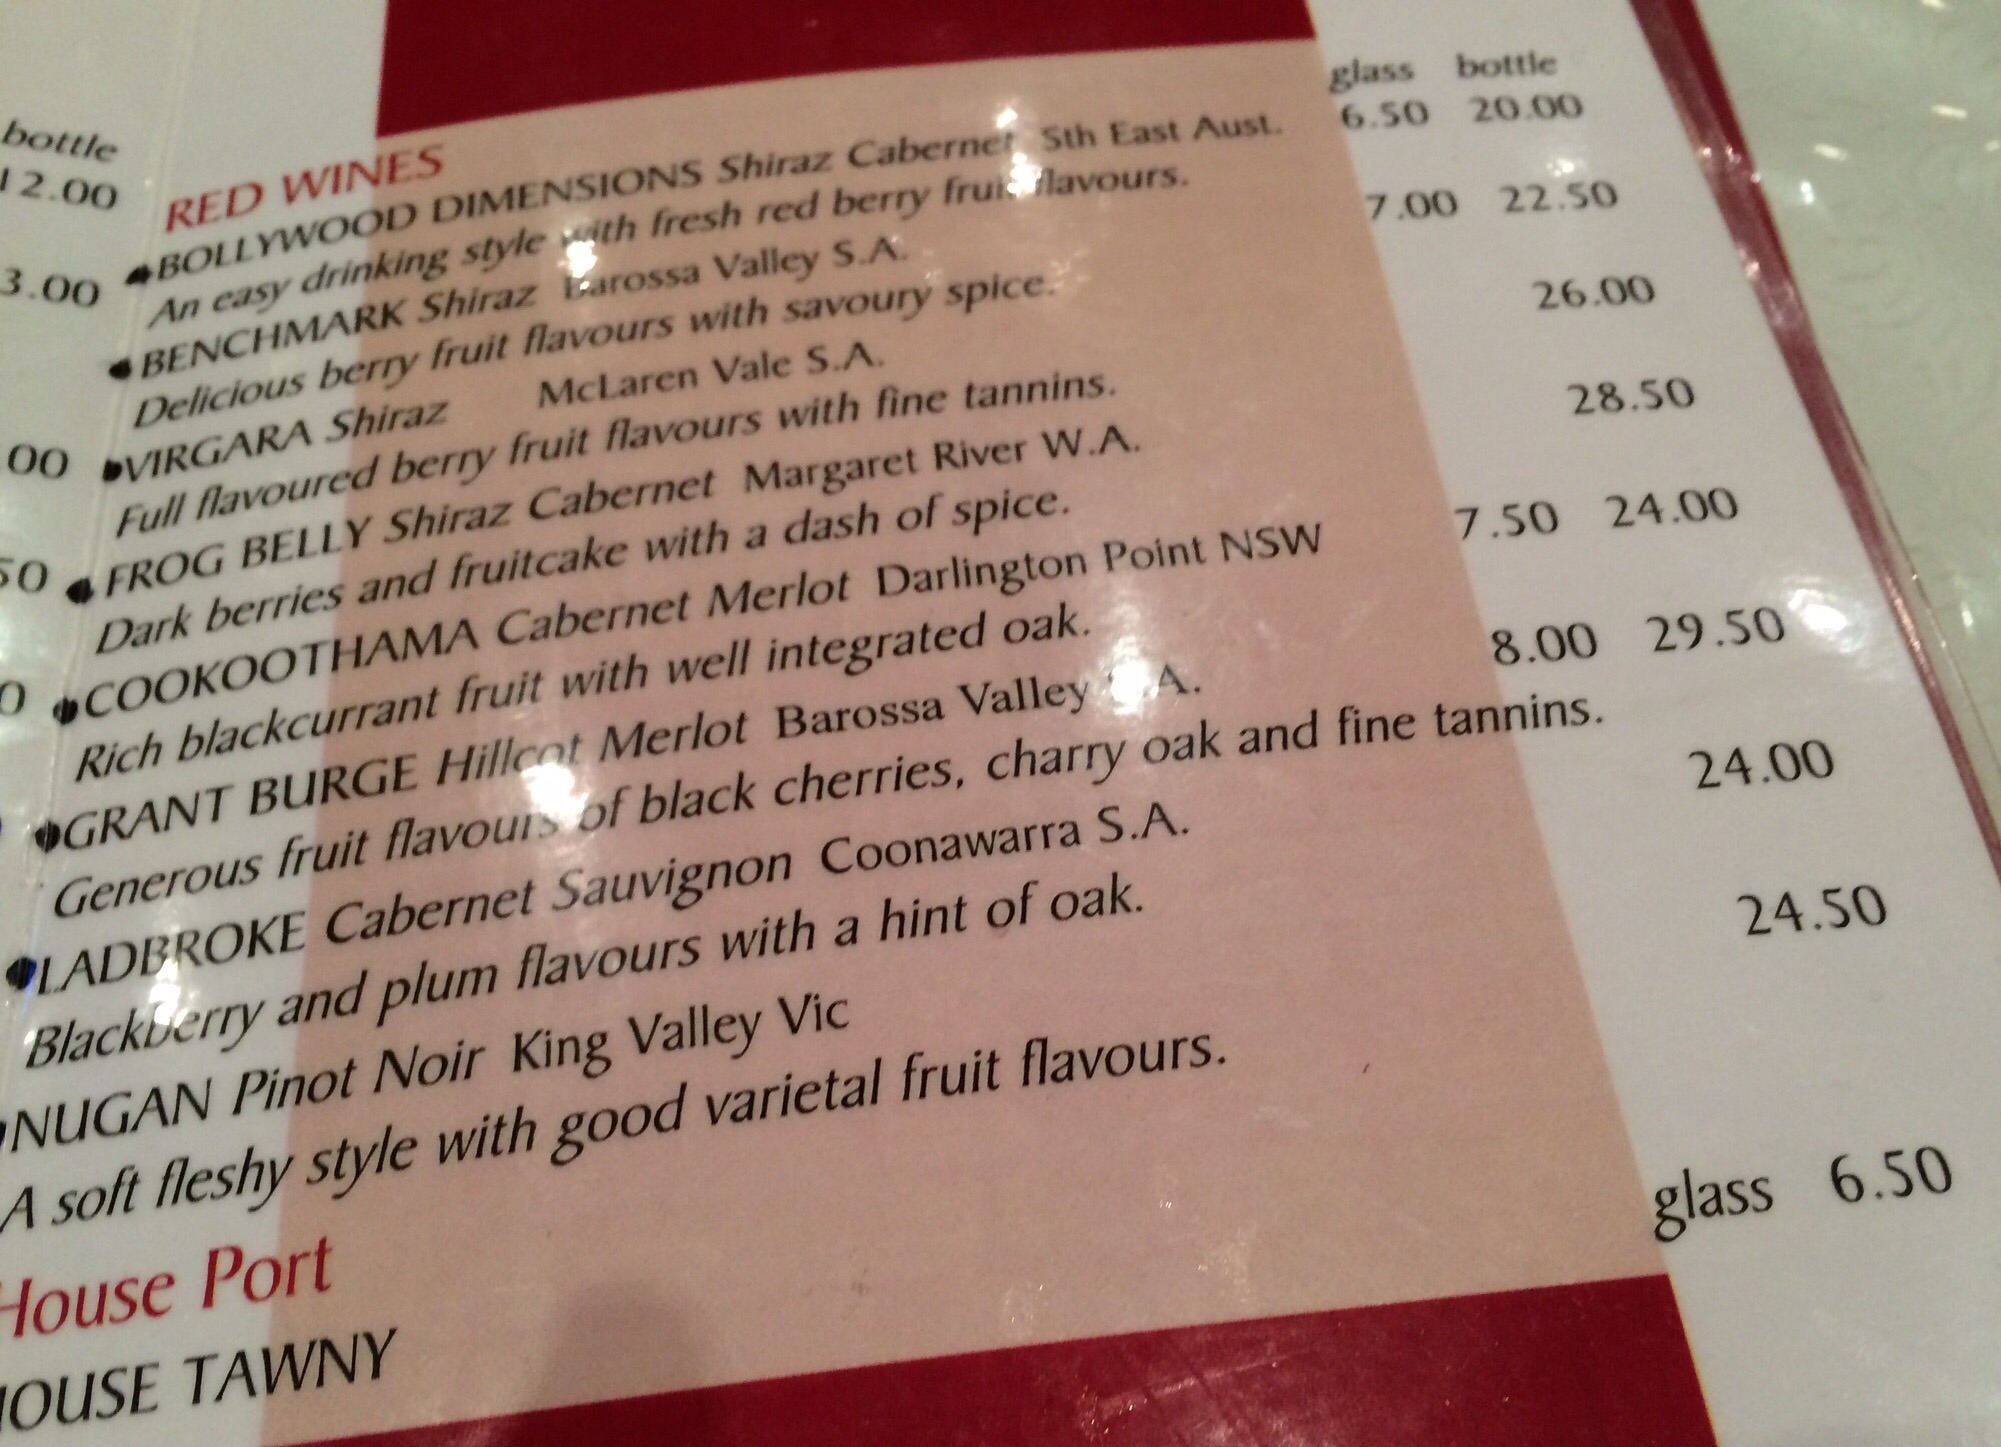 bottle
12.00
3.00
.00
50
0
glass bottle
RED WINES
BOLLYWOOD DIMENSIONS Shiraz Cabernet Sth East Aust. 6.50 20.00
An easy drinking style with fresh red berry fruit flavours.
BENCHMARK Shiraz Barossa Valley S.A. 7.00 22.50
Delicious berry fruit flavours with savoury spice.
VIRGARA Shiraz McLaren Vale S.A. 26.00
Full flavoured berry fruit flavours with fine tannins.
FROG BELLY Shiraz Cabernet Margaret River W.A. 28.50
Dark berries and fruitcake with a dash of spice.
COOKOOTHAMA Cabernet Merlot Darlington Point NSW 7.50 24.00
Rich blackcurrant fruit with well integrated oak.
GRANT BURGE Hillcot Merlot Barossa Valley S.A. 8.00 29.50
Generous fruit flavours of black cherries, charry oak and fine tannins.
LADBROKE Cabernet Sauvignon Coonawarra S.A. 24.00
Blackberry and plum flavours with a hint of oak.
NUGAN Pinot Noir King Valley Vic 24.50
A soft fleshy style with good varietal fruit flavours.
House Port
HOUSE TAWNY glass 6.50